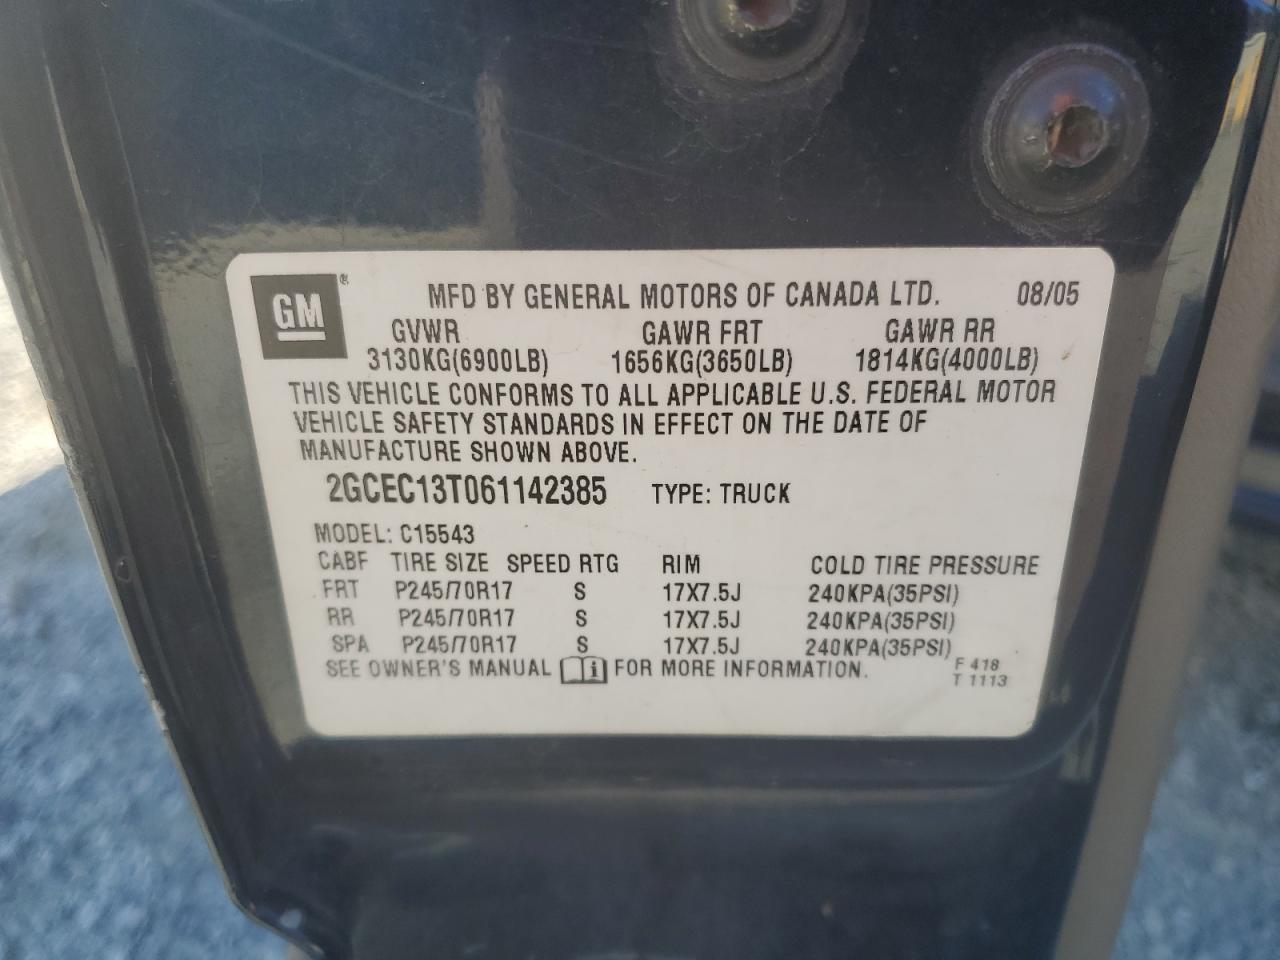 GM®
MFD BY GENERAL MOTORS OF CANADA LTD. 08/05
GVWR GAWR FRT GAWR RR
3130KG(6900LB) 1656KG(3650LB) 1814KG(4000LB)
THIS VEHICLE CONFORMS TO ALL APPLICABLE U.S. FEDERAL MOTOR
VEHICLE SAFETY STANDARDS IN EFFECT ON THE DATE OF
MANUFACTURE SHOWN ABOVE.
2GCEC13T061142385 TYPE: TRUCK
MODEL: C15543
CABF TIRE SIZE SPEED RTG RIM COLD TIRE PRESSURE
FRT P245/70R17 S 17X7.5J 240KPA(35PSI)
RR P245/70R17 S 17X7.5J 240KPA(35PSI)
SPA P245/70R17 S 17X7.5J 240KPA(35PSI)
SEE OWNER'S MANUAL i FOR MORE INFORMATION.
F 418
T 1113